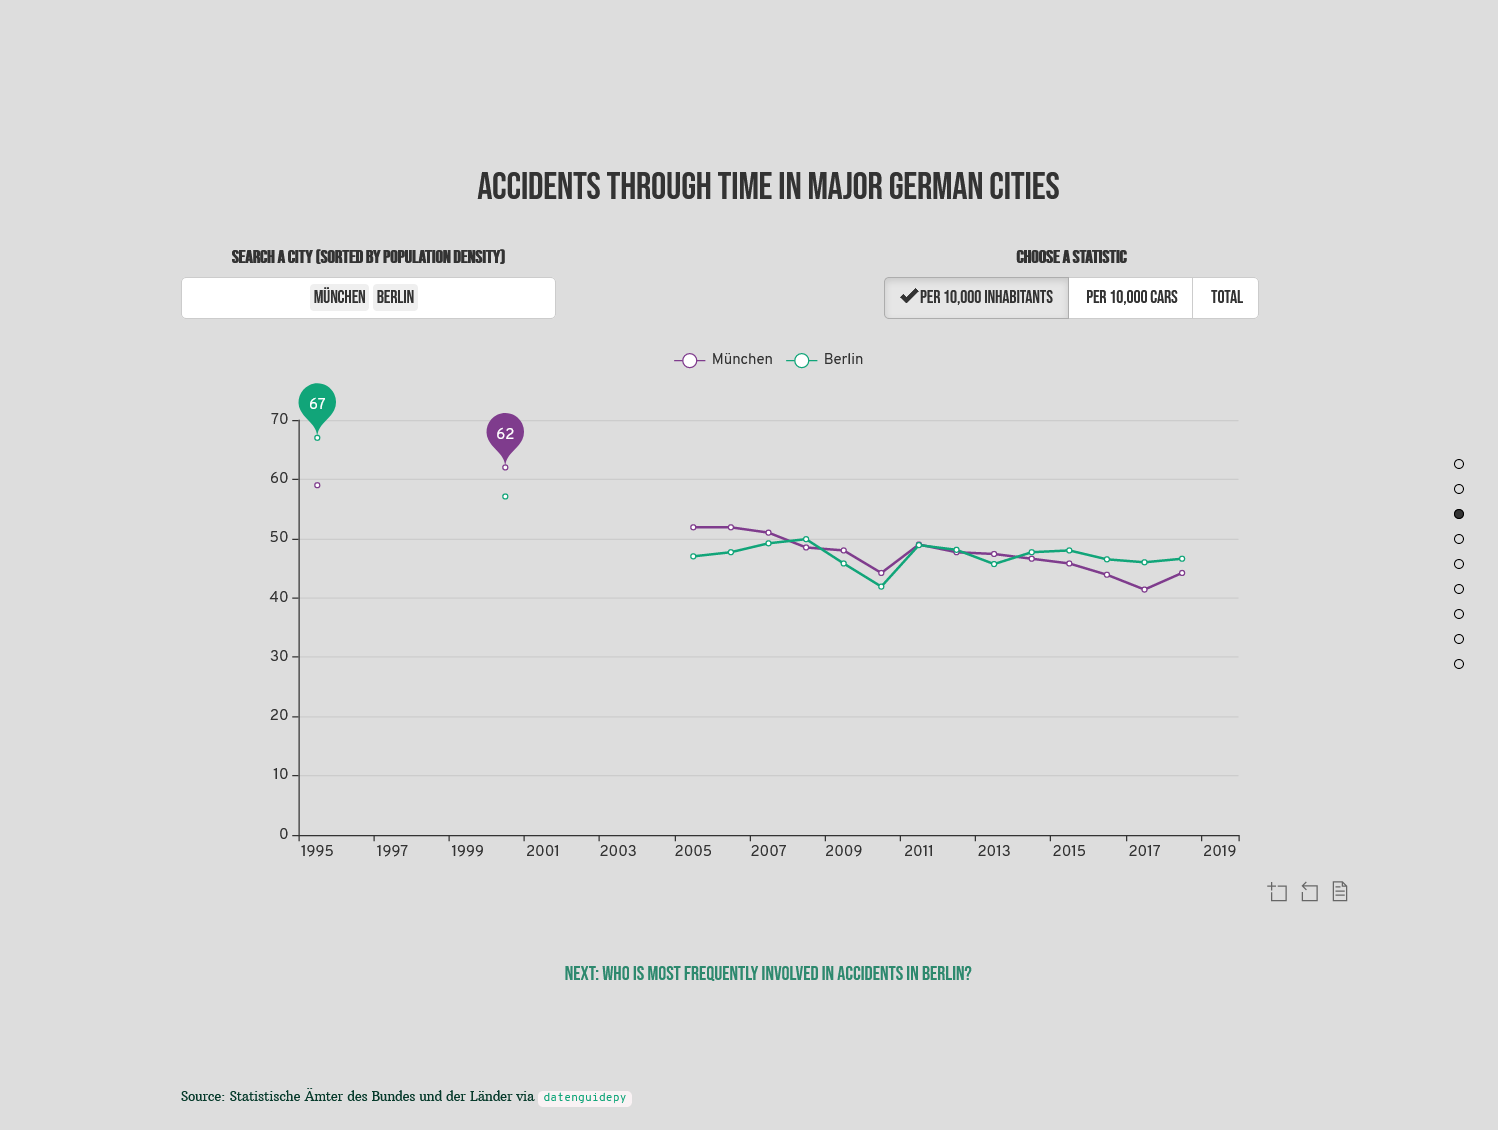 ACCIDENTS THROUGH TIME IN MAJOR GERMAN CITIES
SEARCH A CITY (SORTED BY POPULATION DENSITY)
CHOOSE A STATISTIC
MÜNCHEN BERLIN
PER 10,000 INHABITANTS PER 10,000 CARS TOTAL
München Berlin
67
62
70
60
50
40
30
20
10
0
1995 1997 1999 2001 2003 2005 2007 2009 2011 2013 2015 2017 2019
NEXT: WHO IS MOST FREQUENTLY INVOLVED IN ACCIDENTS IN BERLIN?
Source: Statistische Ämter des Bundes und der Länder via datenguidepy